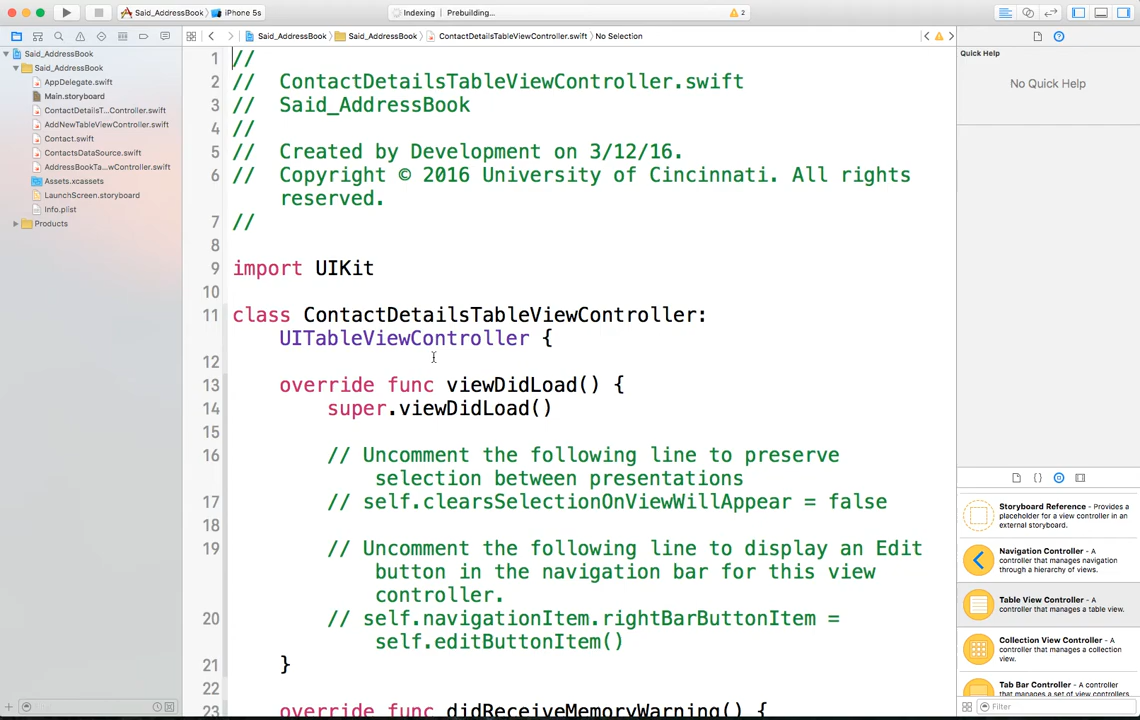 Said_AddressBook iPhone 5s
Indexing | Prebuilding... 2
Said_AddressBook Said_AddressBook ContactDetailsTableViewController.swift No Selection
Said_AddressBook
Said_AddressBook
AppDelegate.swift
Main.storyboard
ContactDetailsT...Controller.swift
AddNewTableViewController.swift
Contact.swift
ContactsDataSource.swift
AddressBookTa...wController.swift
Assets.xcassets
LaunchScreen.storyboard
Info.plist
Products
1 //
2 //  ContactDetailsTableViewController.swift
3 //  Said_AddressBook
4 //
5 //  Created by Development on 3/12/16.
6 //  Copyright © 2016 University of Cincinnati. All rights
reserved.
7 //
8
9 import UIKit
10
11 class ContactDetailsTableViewController:
UITableViewController {
12
13 override func viewDidLoad() {
14 super.viewDidLoad()
15
16 // Uncomment the following line to preserve
selection between presentations
17 // self.clearsSelectionOnViewWillAppear = false
18
19 // Uncomment the following line to display an Edit
button in the navigation bar for this view
controller.
20 // self.navigationItem.rightBarButtonItem =
self.editButtonItem()
21 }
22
23 override func didReceiveMemoryWarning() {
Quick Help
No Quick Help
Storyboard Reference - Provides a
placeholder for a view controller in an
external storyboard.
Navigation Controller - A
controller that manages navigation
through a hierarchy of views.
Table View Controller - A
controller that manages a table view.
Collection View Controller - A
controller that manages a collection
view.
Tab Bar Controller - A controller
that manages a set of view controllers
Filter